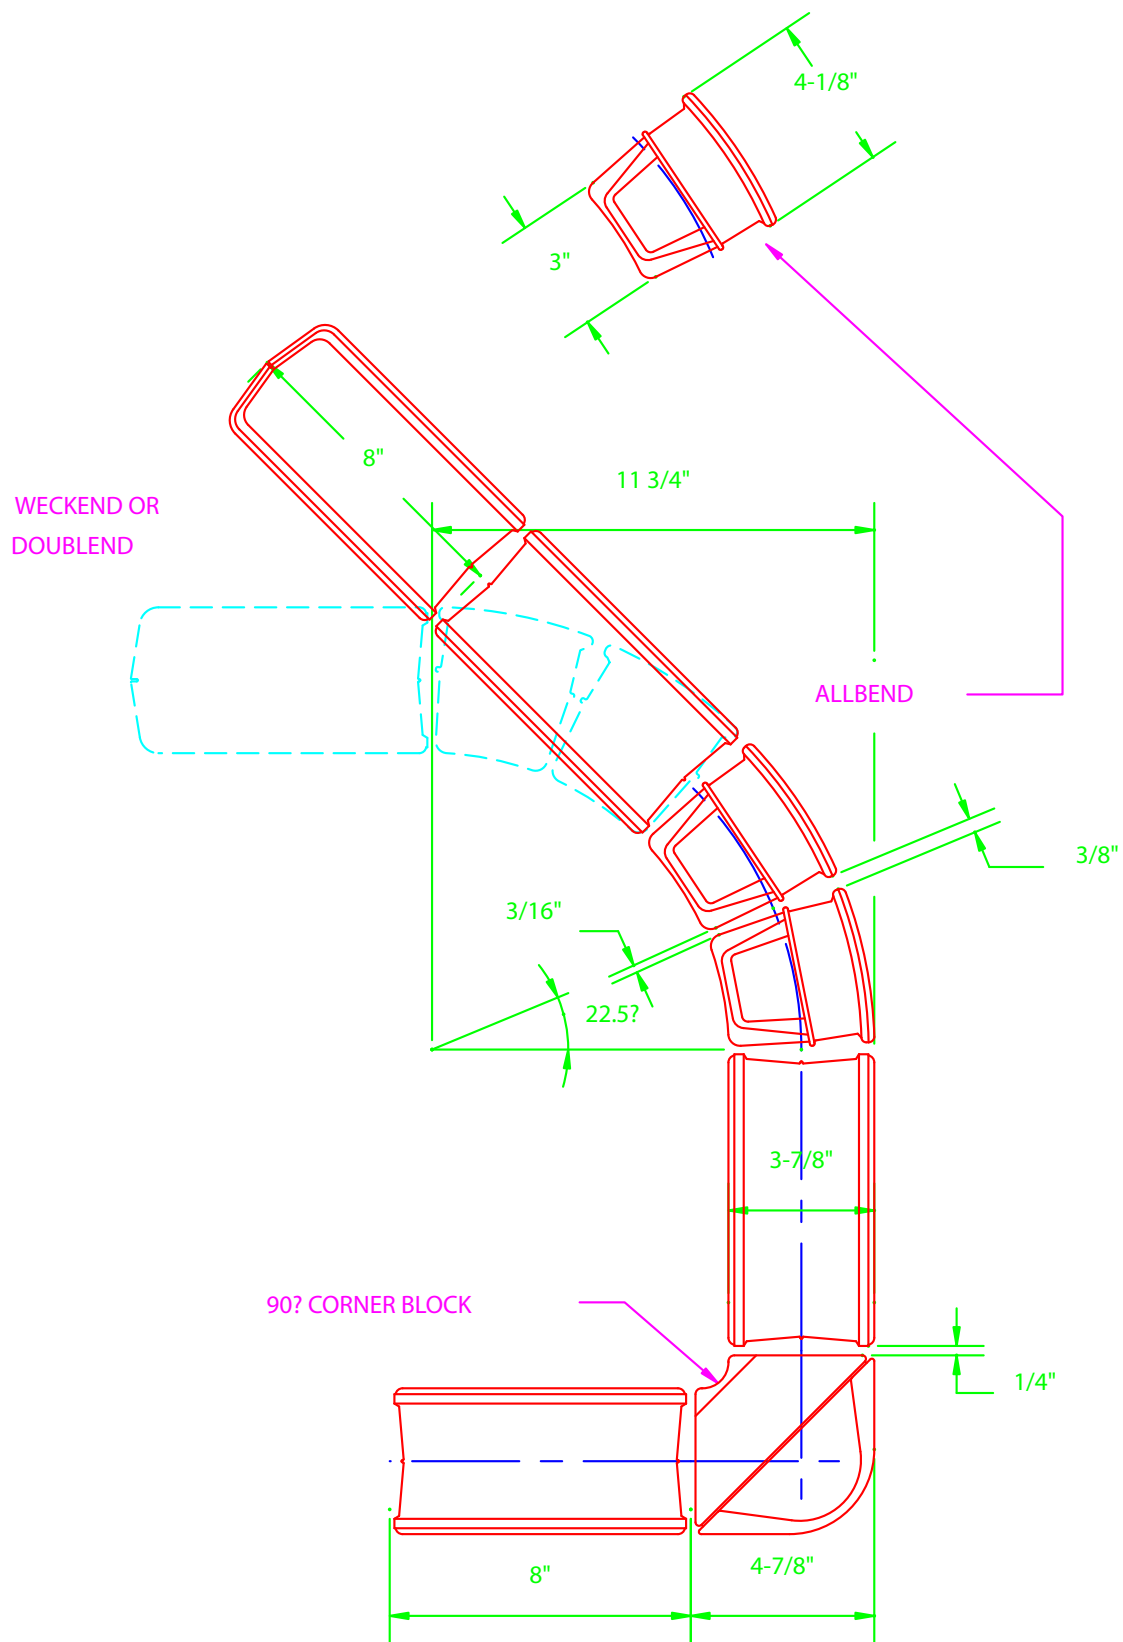 4-1/8"
3"
8"
11 3/4"
WECKEND OR
DOUBLEND
ALLBEND
3/8"
3/16"
22.5?
3-7/8"
90? CORNER BLOCK
1/4"
8"
4-7/8"